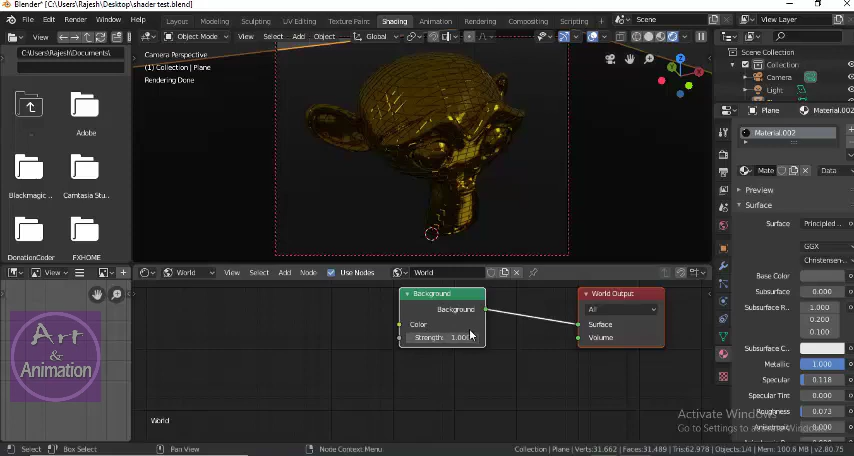 Blender* [C:\Users\Rajesh\Desktop\shader test.blend]
File Edit Render Window Help Layout Modeling Sculpting UV Editing Texture Paint Shading Animation Rendering Compositing Scripting + Scene View Layer
C:\Users\Rajesh\Documents\
Object Mode View Select Add Object Global
Camera Perspective
(1) Collection | Plane
Rendering Done
Z
Y
X
Scene Collection
Collection
Camera
Light
Plane Material.002
Material.002
Mate Data
Preview
Surface
Surface Principled ..
GGX
Christensen-..
Base Color
Subsurface 0.000
Subsurface R.. 1.000
0.200
0.100
Subsurface C..
Metallic 1.000
Specular 0.118
Specular Tint 0.000
Roughness 0.073
..
Adobe
Blackmagic ..
Camtasia Stu..
DonationCoder
FXHOME
View
World View Select Add Node Use Nodes World
Background
Background
Color
Strength: 1.000
World Output
All
Surface
Volume
World
Art
&
Animation
Activate Windows
Go to Settings to
Select Box Select Pan View Node Context Menu Collection | Plane | Verts:31,662 | Faces:31,489 | Tris:62,978 | Objects:1/4 | Mem: 100.6 MB | v2.80.75